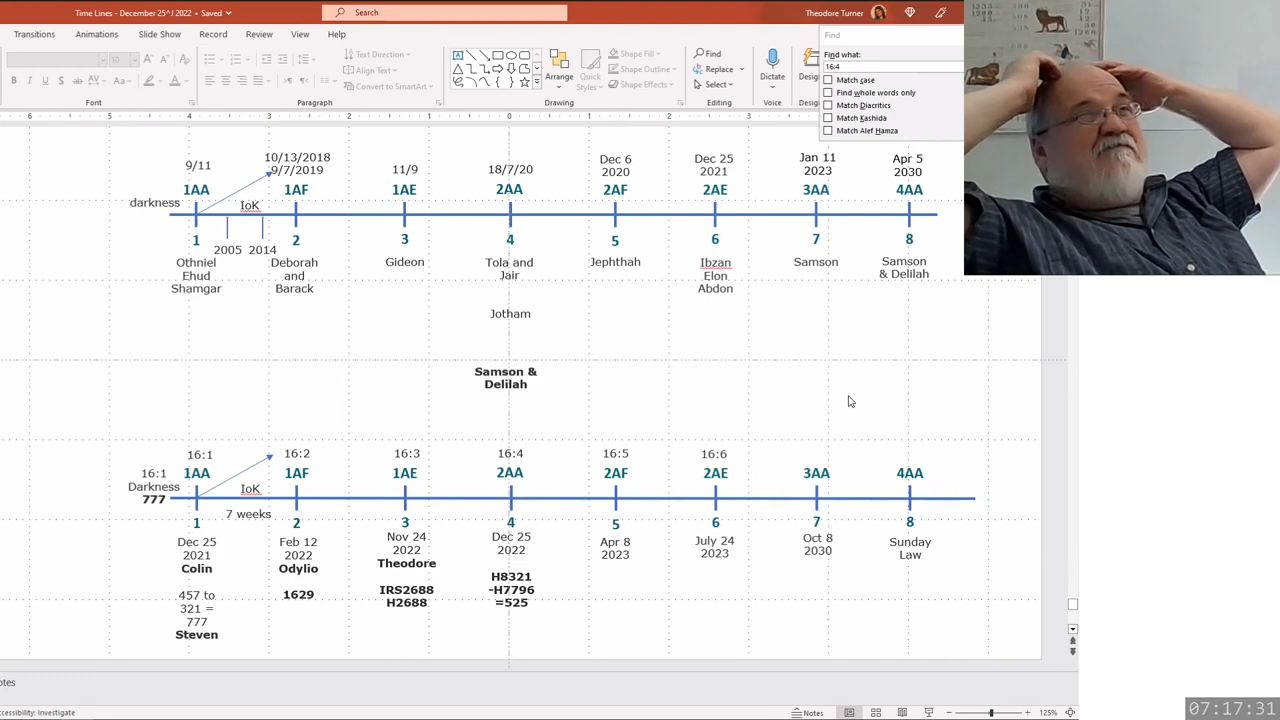 Time Lines - December 25^J 2022 • Saved
Search
Theodore Turner
Transitions Animations Slide Show Record Review View Help
Find
Text Direction
Align Text
Convert to SmartArt
Arrange
Quick
Styles
Shape Fill
Shape Outline
Shape Effects
Find
Replace
Select
Dictate
Font
Paragraph
Drawing
Editing
Voice
Find what:
16:4
Match case
Find whole words only
Match Diacritics
Match Kashida
Match Alef Hamza
9/11
10/13/2018
9/7/2019
11/9
18/7/20
Dec 6
2020
Dec 25
2021
Jan 11
2023
Apr 5
2030
1AA 1AF 1AE 2AA 2AF 2AE 3AA 4AA
darkness
IoK
1 2 3 4 5 6 7 8
2005 2014
Othniel
Ehud
Shamgar
Deborah
and
Barack
Gideon
Tola and
Jair
Jephthah
Ibzan
Elon
Abdon
Samson
Samson
& Delilah
Jotham
Samson &
Delilah
16:1 16:2 16:3 16:4 16:5 16:6
1AA 1AF 1AE 2AA 2AF 2AE 3AA 4AA
16:1
Darkness
777
IoK
7 weeks
1 2 3 4 5 6 7 8
Dec 25
2021
Colin
457 to
321 =
777
Steven
Feb 12
2022
Odylio
1629
Nov 24
2022
Theodore
IRS2688
H2688
Dec 25
2022
H8321
-H7796
=525
Apr 8
2023
July 24
2023
Oct 8
2030
Sunday
Law
Notes
125%
07:17:31